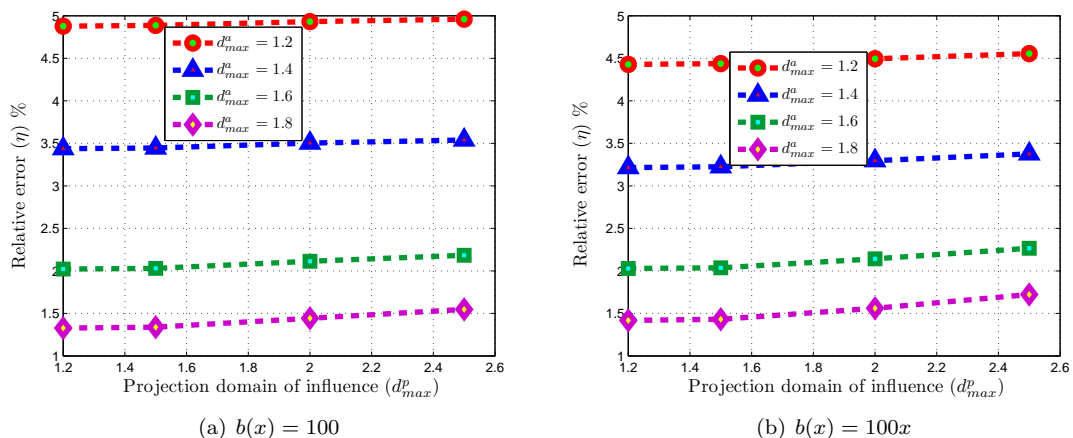 5
4.5
4
3.5
3
2.5
2
1.5
1
Relative error (η) %
d^a_max = 1.2
d^a_max = 1.4
d^a_max = 1.6
d^a_max = 1.8
1.2 1.4 1.6 1.8 2 2.2 2.4 2.6
Projection domain of influence (d^p_max)
(a) b(x) = 100
5
4.5
4
3.5
3
2.5
2
1.5
1
Relative error (η) %
d^a_max = 1.2
d^a_max = 1.4
d^a_max = 1.6
d^a_max = 1.8
1.2 1.4 1.6 1.8 2 2.2 2.4 2.6
Projection domain of influence (d^p_max)
(b) b(x) = 100x